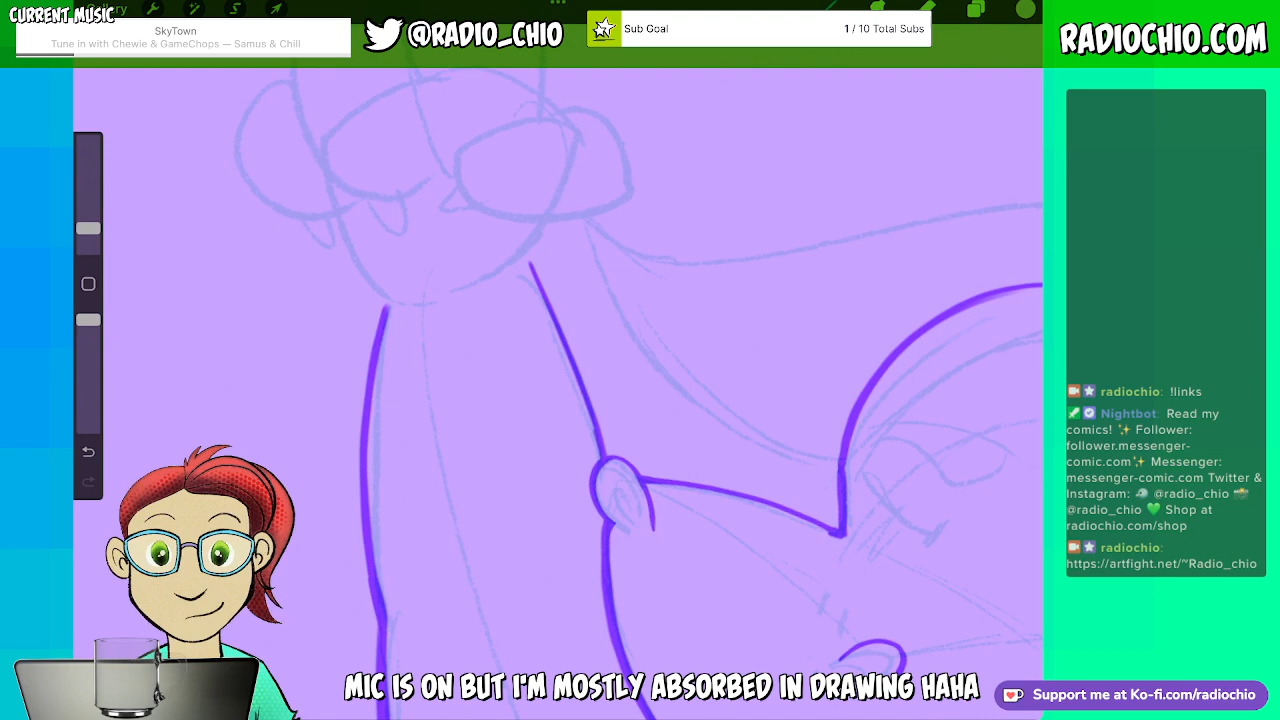 CURRENT MUSIC
Gallery
SkyTown
Tune in with Chewie & GameChops — Samus & Chill
@RADIO_CHIO
Sub Goal
1 / 10 Total Subs
RADIOCHIO.COM
radiochio: !links
Nightbot: Read my
comics! ✨ Follower:
follower.messenger-
comic.com✨ Messenger:
messenger-comic.com Twitter &
Instagram: 🐦 @radio_chio 📸
@radio_chio 💚 Shop at
radiochio.com/shop
radiochio:
https://artfight.net/~Radio_chio
MIC IS ON BUT I'M MOSTLY ABSORBED IN DRAWING HAHA
Support me at Ko-fi.com/radiochio